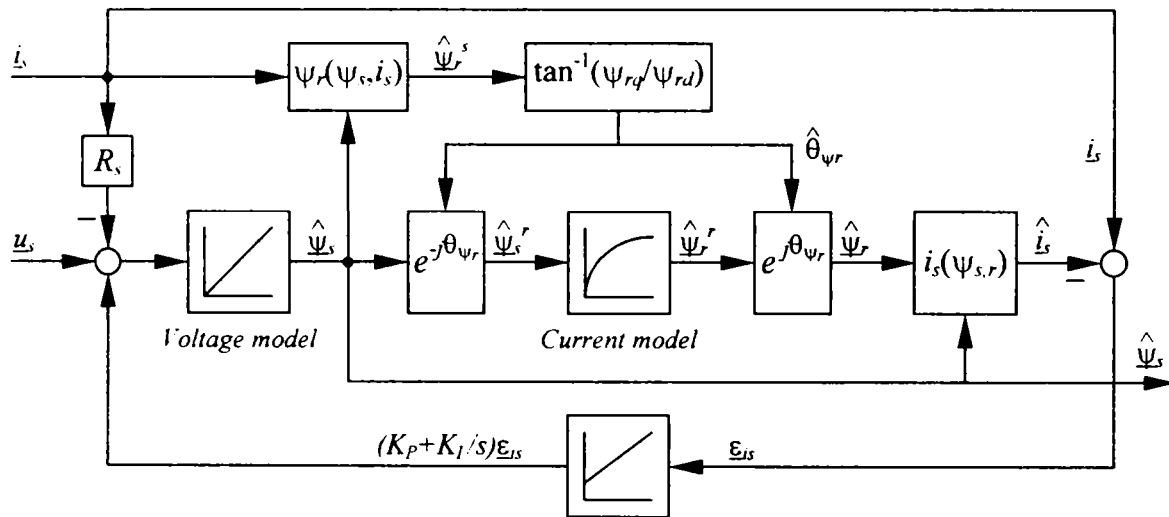 i_s
ψ_r(ψ_s, i_s)
ψ̂_r^s
tan^-1(ψ_rq/ψ_rd)
R_s
θ̂_ψr
i_s
−
u_s
ψ̂_s
e^-jθ_ψr
ψ̂_s^r
ψ̂_r^r
e^jθ_ψr
ψ̂_r
i_s(ψ_s,r)
î_s
−
Voltage model
Current model
ψ̂_s
(K_P+K_I/s)ε_is
ε_is